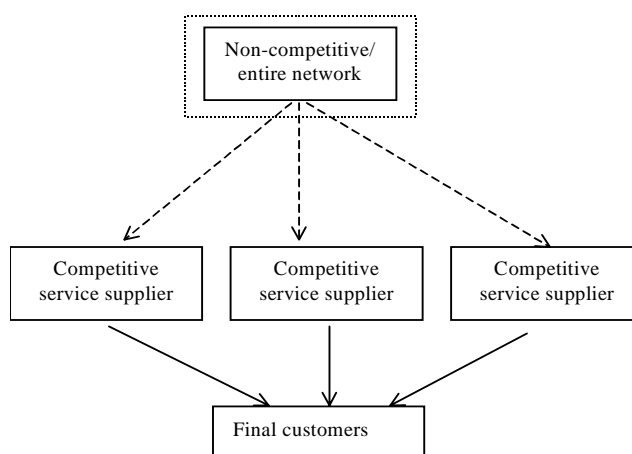 Non-competitive/
entire network
Competitive
service supplier
Competitive
service supplier
Competitive
service supplier
Final customers